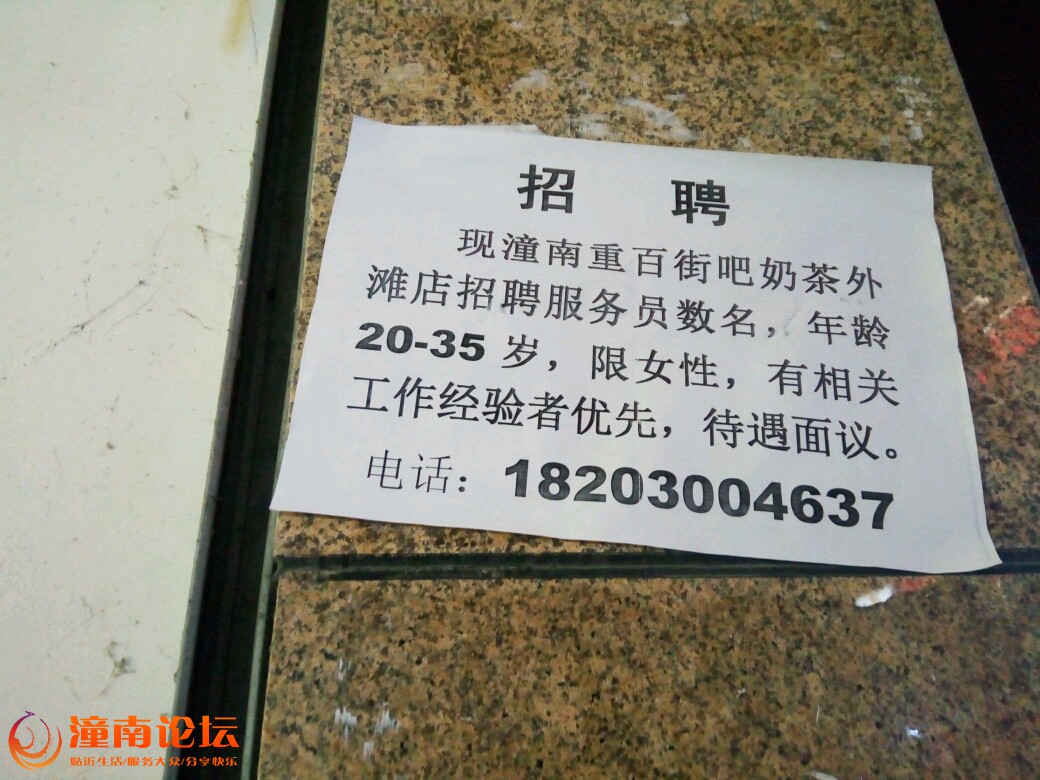 招 聘
现潼南重百街吧奶茶外
滩店招聘服务员数名，年龄
20-35 岁，限女性，有相关
工作经验者优先，待遇面议。
电话：18203004637
潼南论坛
贴近生活/服务大众/分享快乐